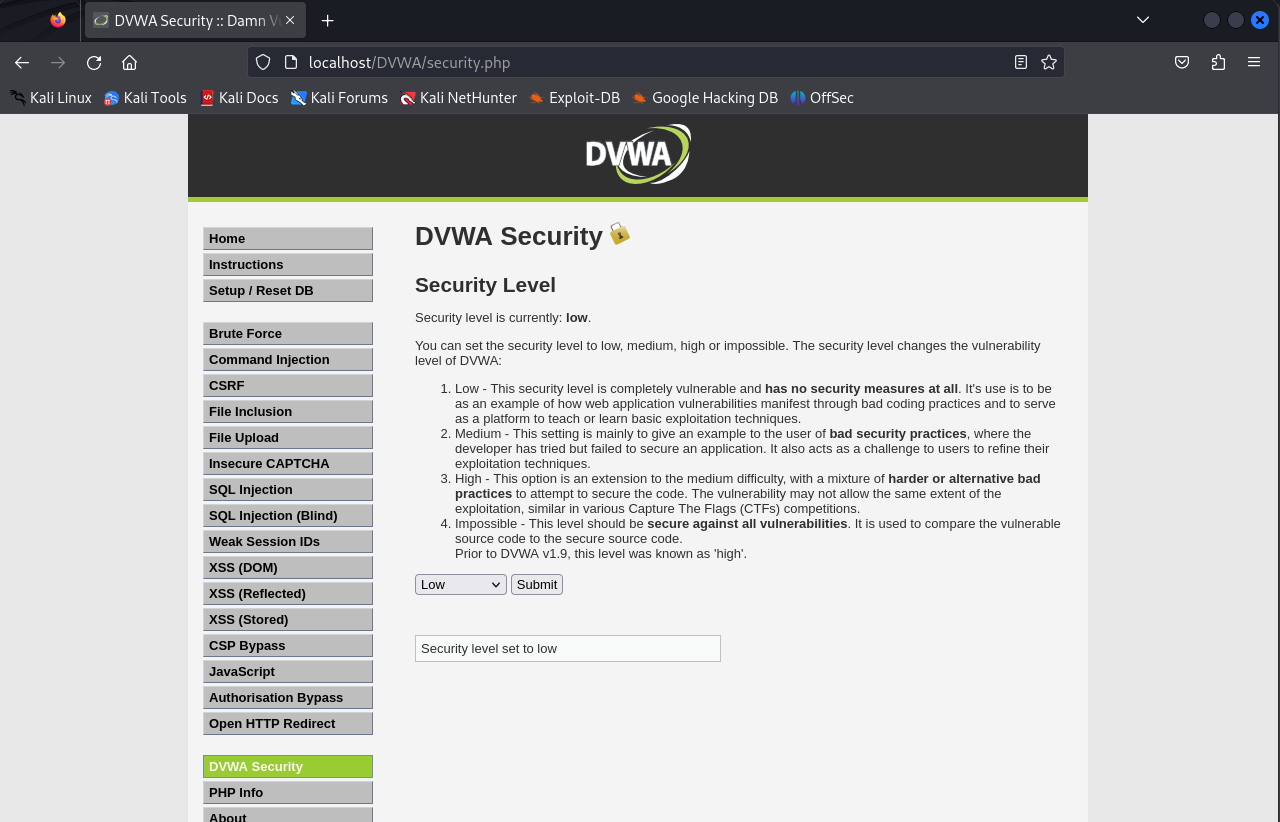 DVWA Security :: Damn Vu
localhost/DVWA/security.php
Kali Linux Kali Tools Kali Docs Kali Forums Kali NetHunter Exploit-DB Google Hacking DB OffSec
DVWA
Home
Instructions
Setup / Reset DB
Brute Force
Command Injection
CSRF
File Inclusion
File Upload
Insecure CAPTCHA
SQL Injection
SQL Injection (Blind)
Weak Session IDs
XSS (DOM)
XSS (Reflected)
XSS (Stored)
CSP Bypass
JavaScript
Authorisation Bypass
Open HTTP Redirect
DVWA Security
PHP Info
About
DVWA Security
Security Level
Security level is currently: low.
You can set the security level to low, medium, high or impossible. The security level changes the vulnerability
level of DVWA:
1. Low - This security level is completely vulnerable and has no security measures at all. It's use is to be
as an example of how web application vulnerabilities manifest through bad coding practices and to serve
as a platform to teach or learn basic exploitation techniques.
2. Medium - This setting is mainly to give an example to the user of bad security practices, where the
developer has tried but failed to secure an application. It also acts as a challenge to users to refine their
exploitation techniques.
3. High - This option is an extension to the medium difficulty, with a mixture of harder or alternative bad
practices to attempt to secure the code. The vulnerability may not allow the same extent of the
exploitation, similar in various Capture The Flags (CTFs) competitions.
4. Impossible - This level should be secure against all vulnerabilities. It is used to compare the vulnerable
source code to the secure source code.
Prior to DVWA v1.9, this level was known as 'high'.
Low Submit
Security level set to low